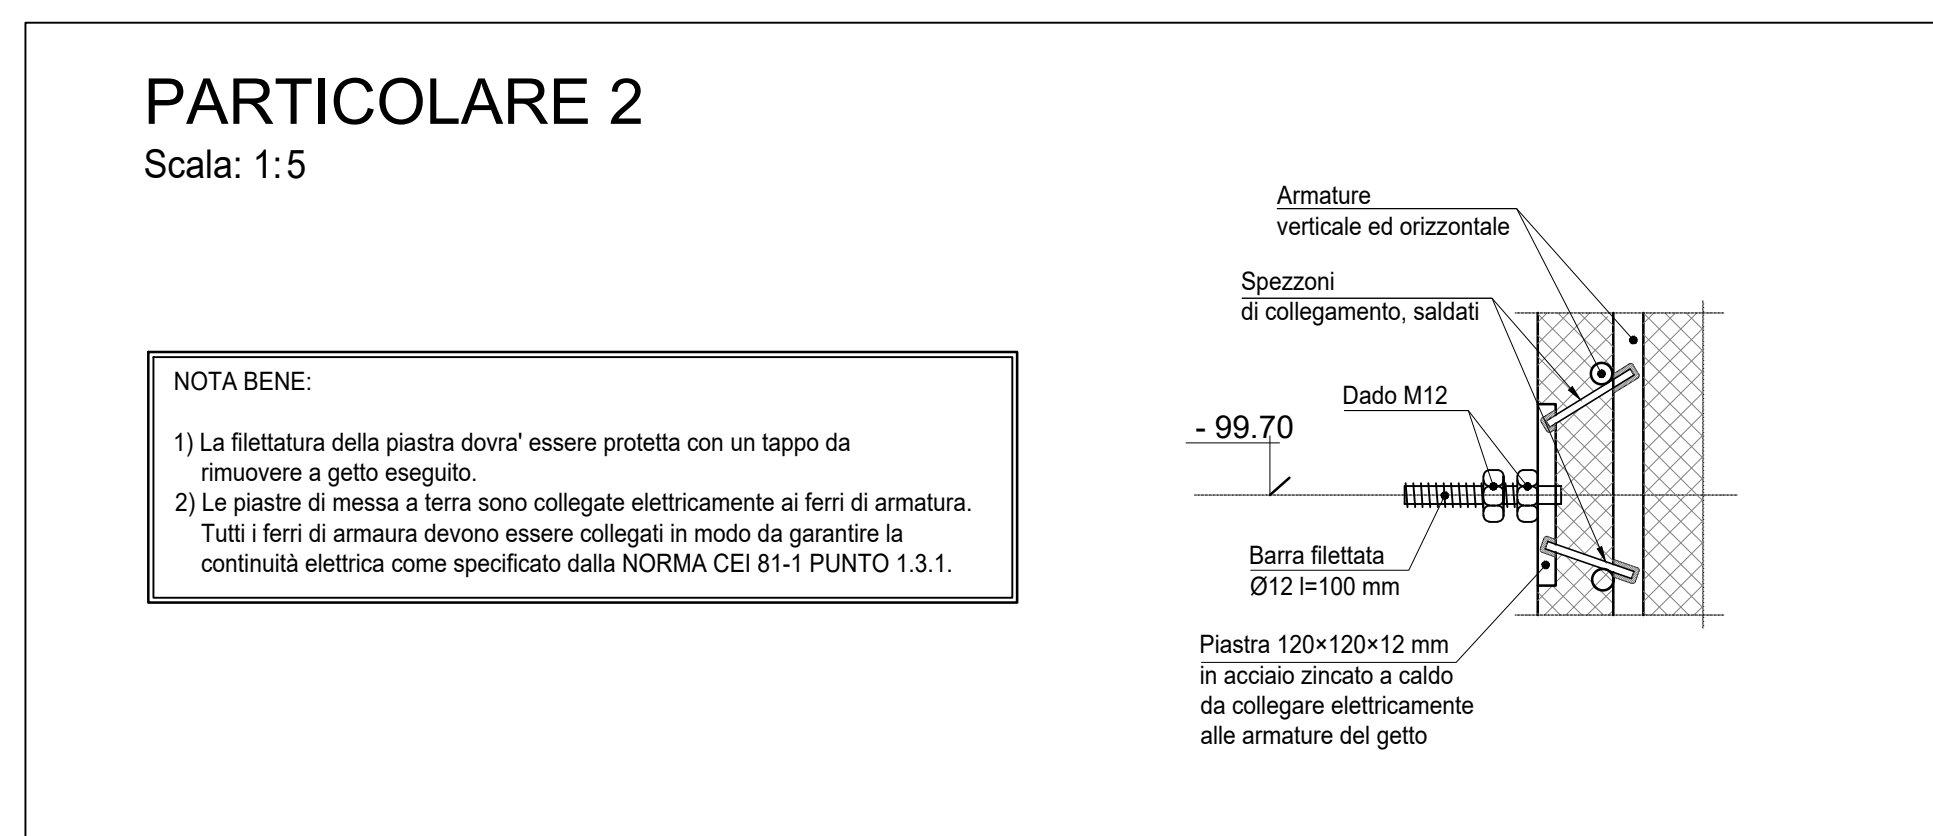 PARTICOLARE 2
Scala: 1:5
NOTA BENE:
1) La filettatura della piastra dovra' essere protetta con un tappo da
rimuovere a getto eseguito.
2) Le piastre di messa a terra sono collegate elettricamente ai ferri di armatura.
Tutti i ferri di armaura devono essere collegati in modo da garantire la
continuità elettrica come specificato dalla NORMA CEI 81-1 PUNTO 1.3.1.
Armature
verticale ed orizzontale
Spezzoni
di collegamento, saldati
Dado M12
- 99.70
Barra filettata
Ø12 l=100 mm
Piastra 120×120×12 mm
in acciaio zincato a caldo
da collegare elettricamente
alle armature del getto